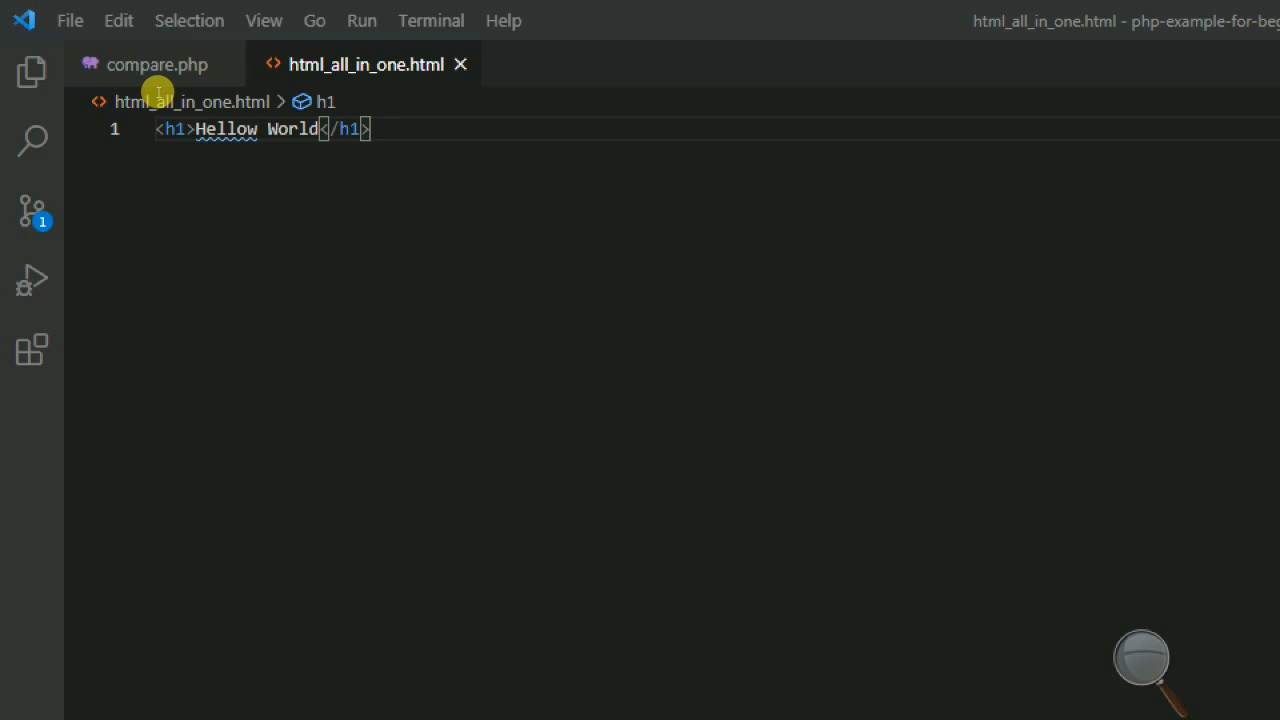 File Edit Selection View Go Run Terminal Help
html_all_in_one.html - php-example-for-beg
compare.php
html_all_in_one.html
html_all_in_one.html > h1
1 <h1>Hellow World</h1>
1